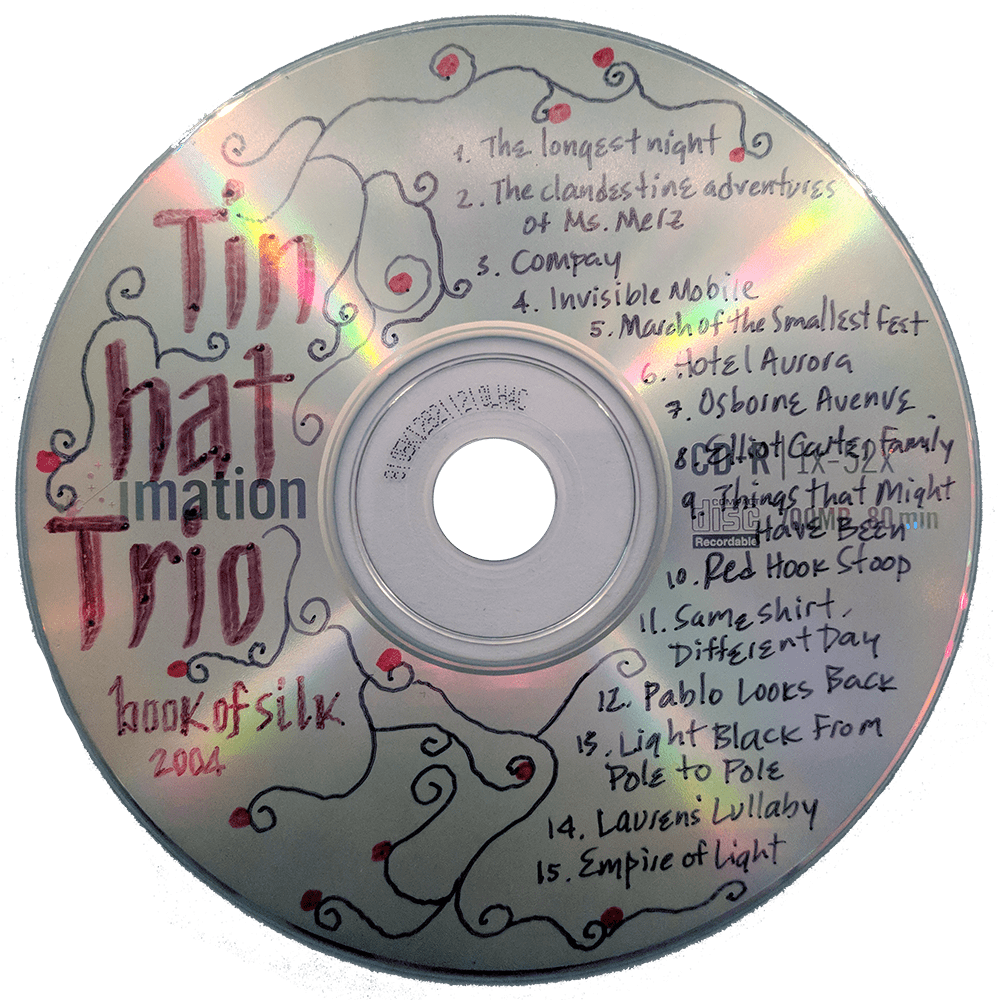 Tin
hat
imation
Trio
book of silk
2004
1. The longest night
2. The clandestine adventures
of Ms. Merz
3. Compay
4. Invisible Mobile
5. March of the Smallest Feet
6. Hotel Aurora
7. Osborne Avenue
8. Elliot Carter Family
CD-R 1x-52x
9. Things that Might
Have Been
COMPACT
disc
Recordable
700MB 80 min
10. Red Hook Stoop
11. Same shirt,
Different Day
12. Pablo Looks Back
13. Light Black From
Pole to Pole
14. Lauren's Lullaby
15. Empire of Light